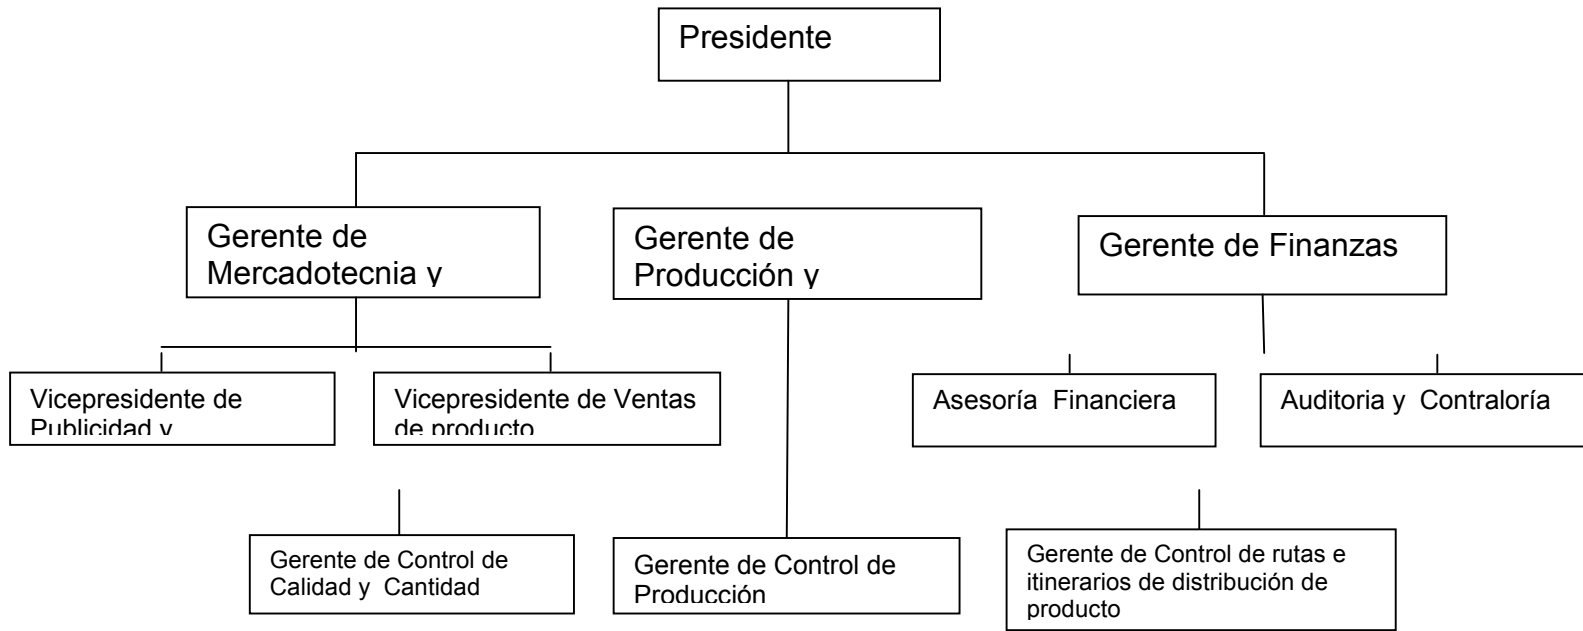 Presidente
Gerente de
Mercadotecnia y
Gerente de
Producción y
Gerente de Finanzas
Vicepresidente de
Publicidad y
Vicepresidente de Ventas
de producto
Asesoría Financiera
Auditoria y Contraloría
Gerente de Control de
Calidad y Cantidad
Gerente de Control de
Producción
Gerente de Control de rutas e
itinerarios de distribución de
producto